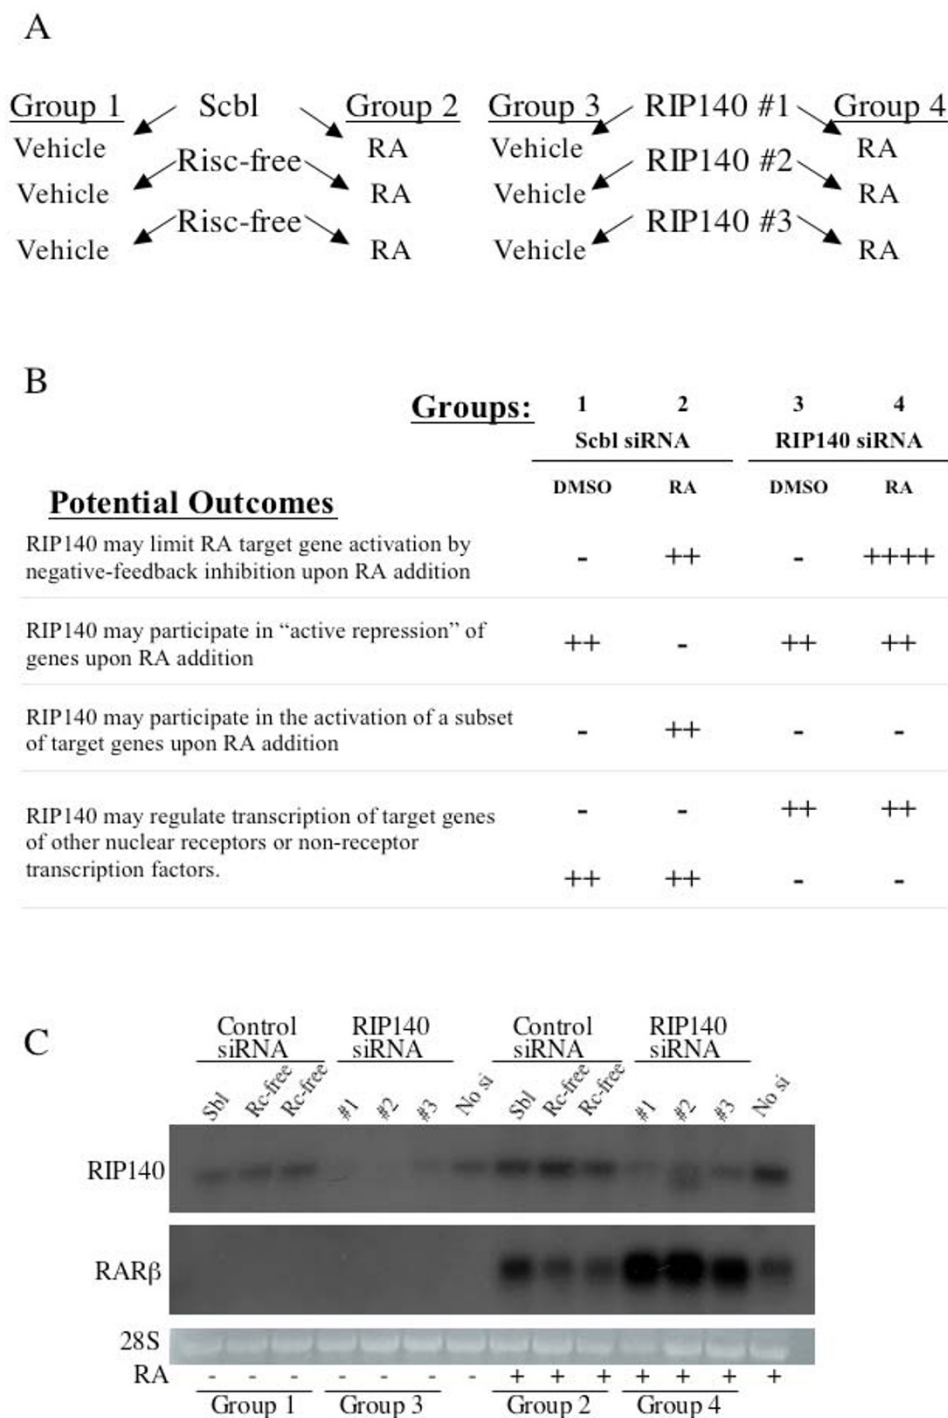 A
Group 1 Scbl Group 2 Group 3 RIP140 #1 Group 4
Vehicle RA Vehicle RA
Risc-free RIP140 #2
Vehicle RA Vehicle RA
Risc-free RIP140 #3
Vehicle RA Vehicle RA
B
Groups: 1 2 3 4
Scbl siRNA RIP140 siRNA
DMSO RA DMSO RA
Potential Outcomes
RIP140 may limit RA target gene activation by
negative-feedback inhibition upon RA addition
- ++ - ++++
RIP140 may participate in “active repression” of
genes upon RA addition
++ - ++ ++
RIP140 may participate in the activation of a subset
of target genes upon RA addition
- ++ - -
RIP140 may regulate transcription of target genes
of other nuclear receptors or non-receptor
transcription factors.
- - ++ ++
++ ++ - -
C
Control RIP140 Control RIP140
siRNA siRNA siRNA siRNA
Sbl Rc-free Rc-free #1 #2 #3 No si Sbl Rc-free Rc-free #1 #2 #3 No si
RIP140
RARβ
28S
RA - - - - - - - + + + + + + +
Group 1 Group 3 Group 2 Group 4